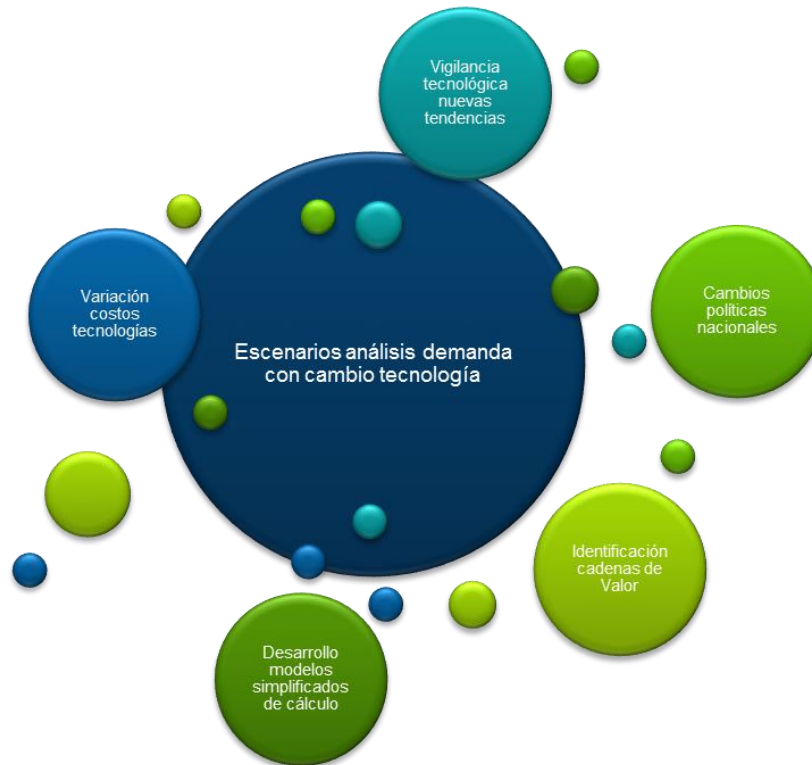 Vigilancia
tecnológica
nuevas
tendencias
Variación
costos
tecnologías
Cambios
políticas
nacionales
Escenarios análisis demanda
con cambio tecnología
Identificación
cadenas de
Valor
Desarrollo
modelos
simplificados
de cálculo